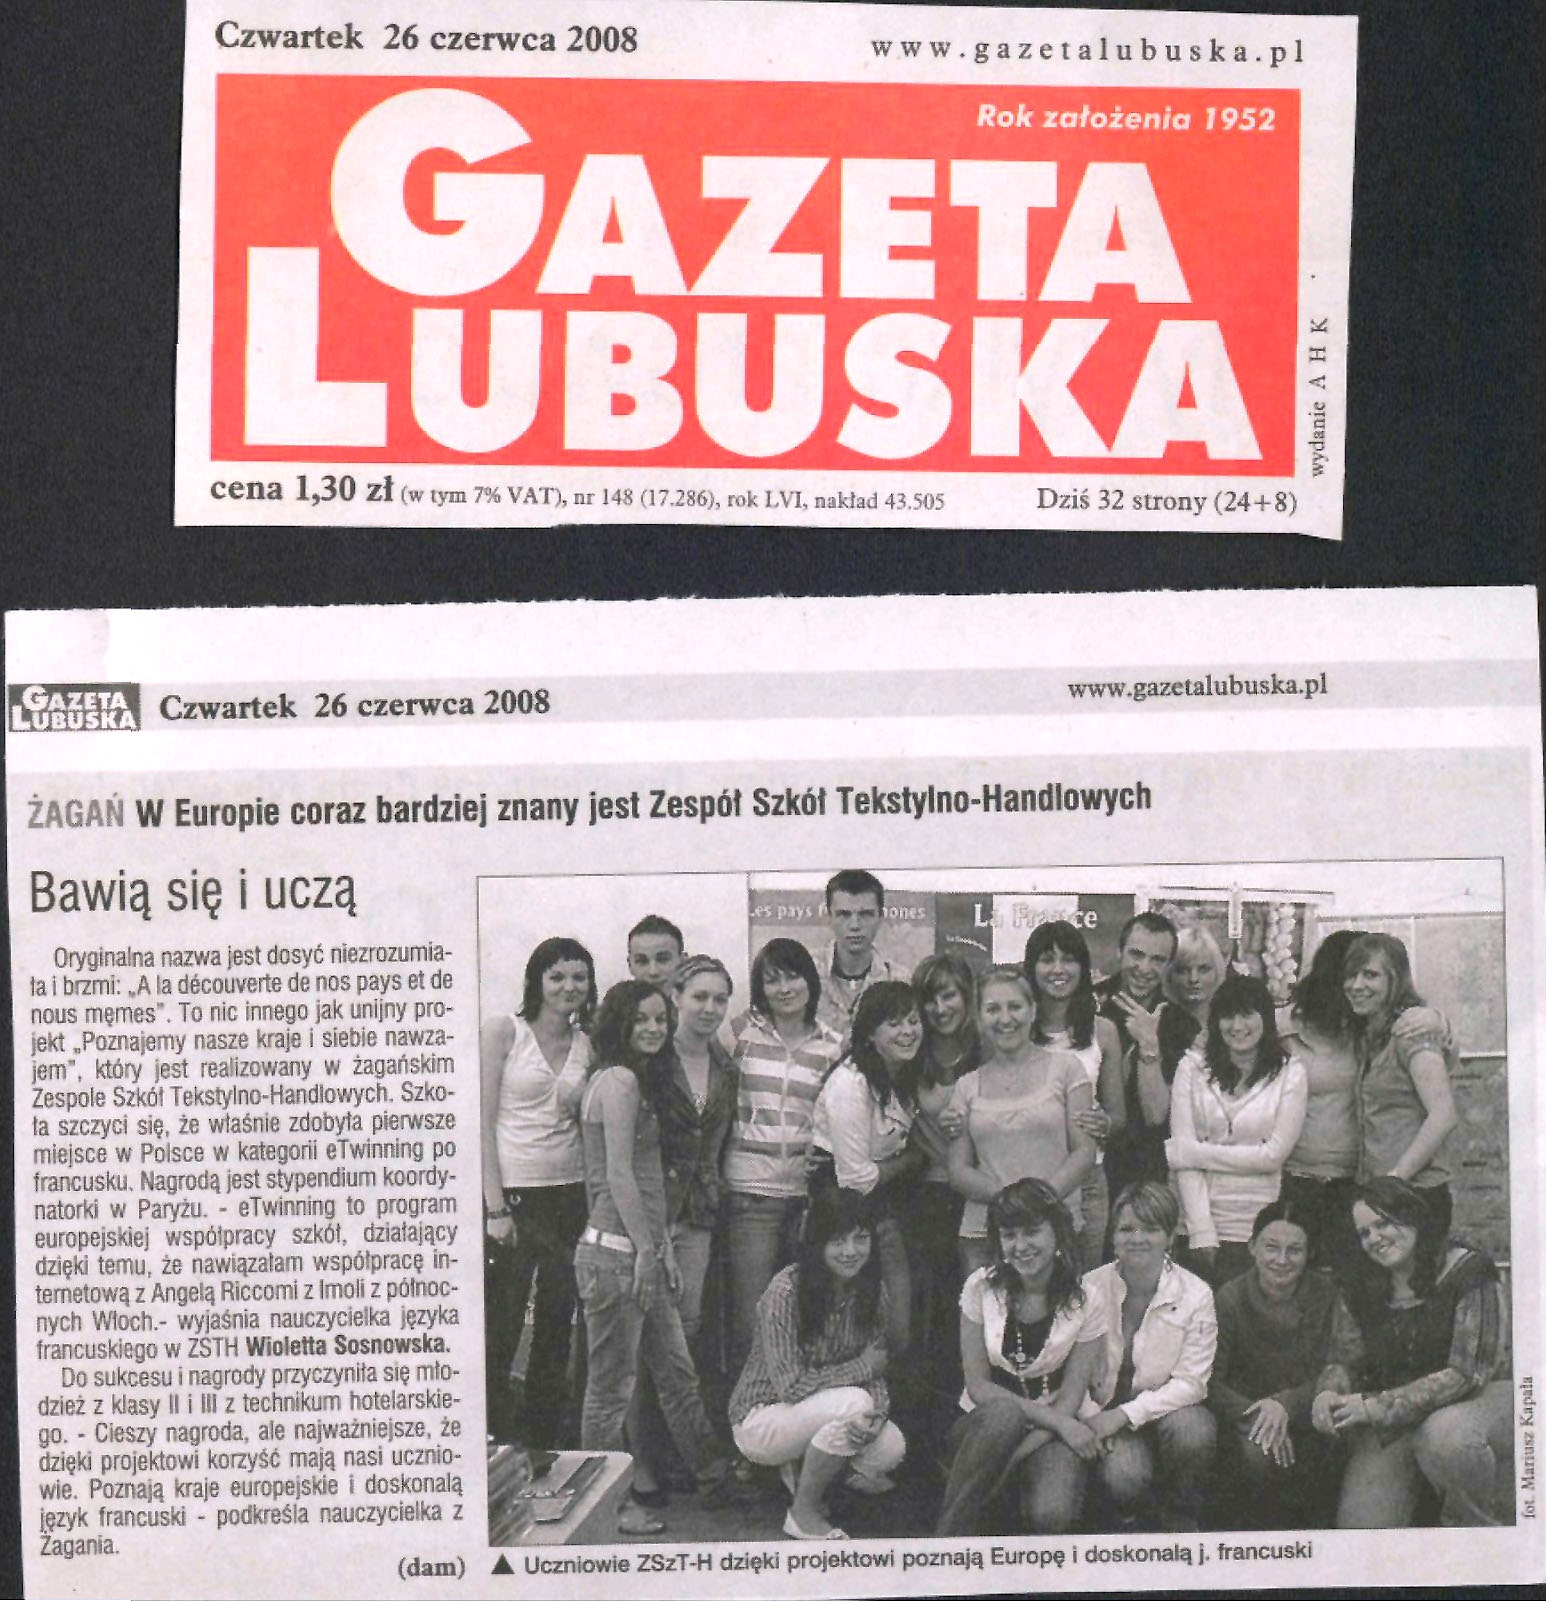 Czwartek 26 czerwca 2008
www.gazetalubuska.pl
Rok założenia 1952
GAZETA
LUBUSKA
wydanie A H K
cena 1,30 zł (w tym 7% VAT), nr 148 (17.286), rok LVI, nakład 43.505
Dziś 32 strony (24+8)
GAZETA
LUBUSKA
Czwartek 26 czerwca 2008
www.gazetalubuska.pl
ŻAGAŃ W Europie coraz bardziej znany jest Zespół Szkół Tekstylno-Handlowych
Bawią się i uczą
Oryginalna nazwa jest dosyć niezrozumia-
ła i brzmi: „A la découverte de nos pays et de
nous męmes". To nic innego jak unijny pro-
jekt „Poznajemy nasze kraje i siebie nawza-
jem", który jest realizowany w żagańskim
Zespole Szkół Tekstylno-Handlowych. Szko-
ła szczyci się, że właśnie zdobyła pierwsze
miejsce w Polsce w kategorii eTwinning po
francusku. Nagrodą jest stypendium koordy-
natorki w Paryżu. - eTwinning to program
europejskiej współpracy szkół, działający
dzięki temu, że nawiązałam współpracę in-
ternetową z Angelą Riccomi z Imoli z północ-
nych Włoch.- wyjaśnia nauczycielka języka
francuskiego w ZSTH Wioletta Sosnowska.
Do sukcesu i nagrody przyczyniła się mło-
dzież z klasy II i III z technikum hotelarskie-
go. - Cieszy nagroda, ale najważniejsze, że
dzięki projektowi korzyść mają nasi ucznio-
wie. Poznają kraje europejskie i doskonalą
język francuski - podkreśla nauczycielka z
Żagania.
(dam)
Les pays f ones
La France
fot. Mariusz Kapała
▲ Uczniowie ZSzT-H dzięki projektowi poznają Europę i doskonalą j. francuski